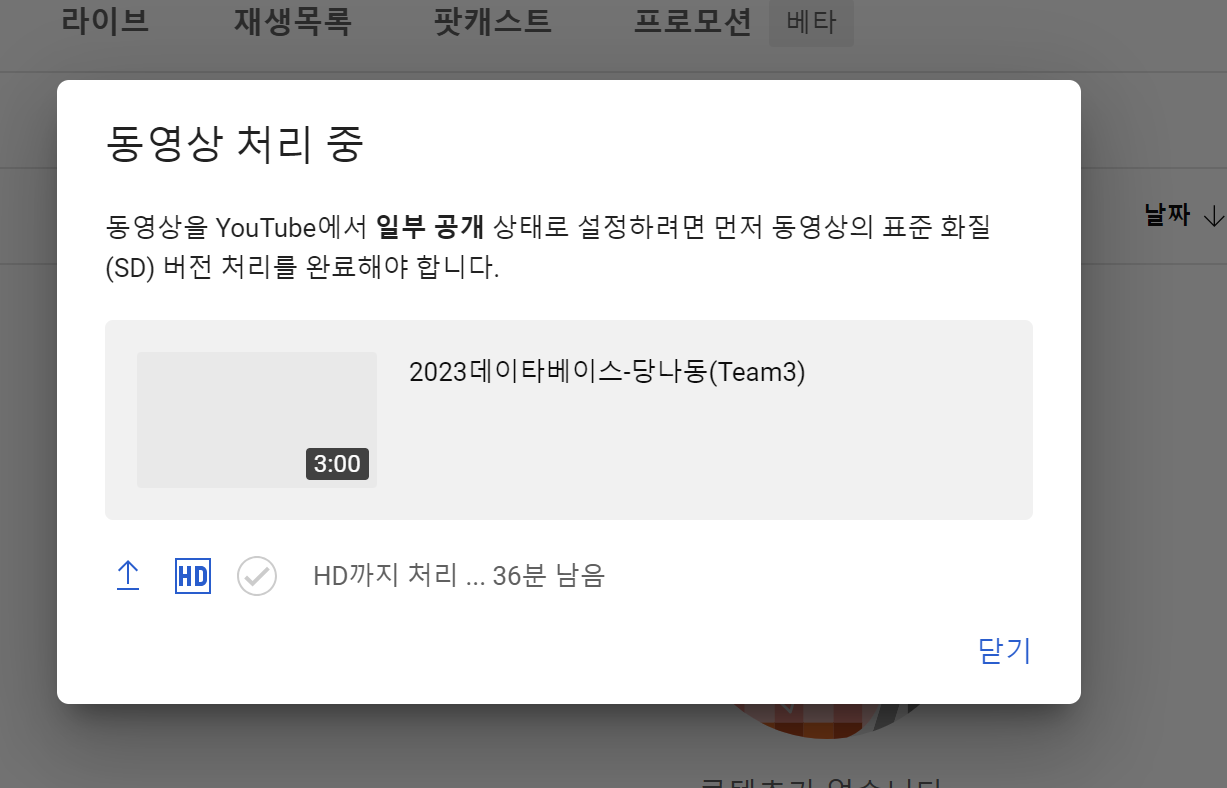 라이브 재생목록 팟캐스트 프로모션 베타
동영상 처리 중
동영상을 YouTube에서 일부 공개 상태로 설정하려면 먼저 동영상의 표준 화질
(SD) 버전 처리를 완료해야 합니다.
날짜
2023데이타베이스-당나동(Team3)
3:00
HD
HD까지 처리 ... 36분 남음
닫기